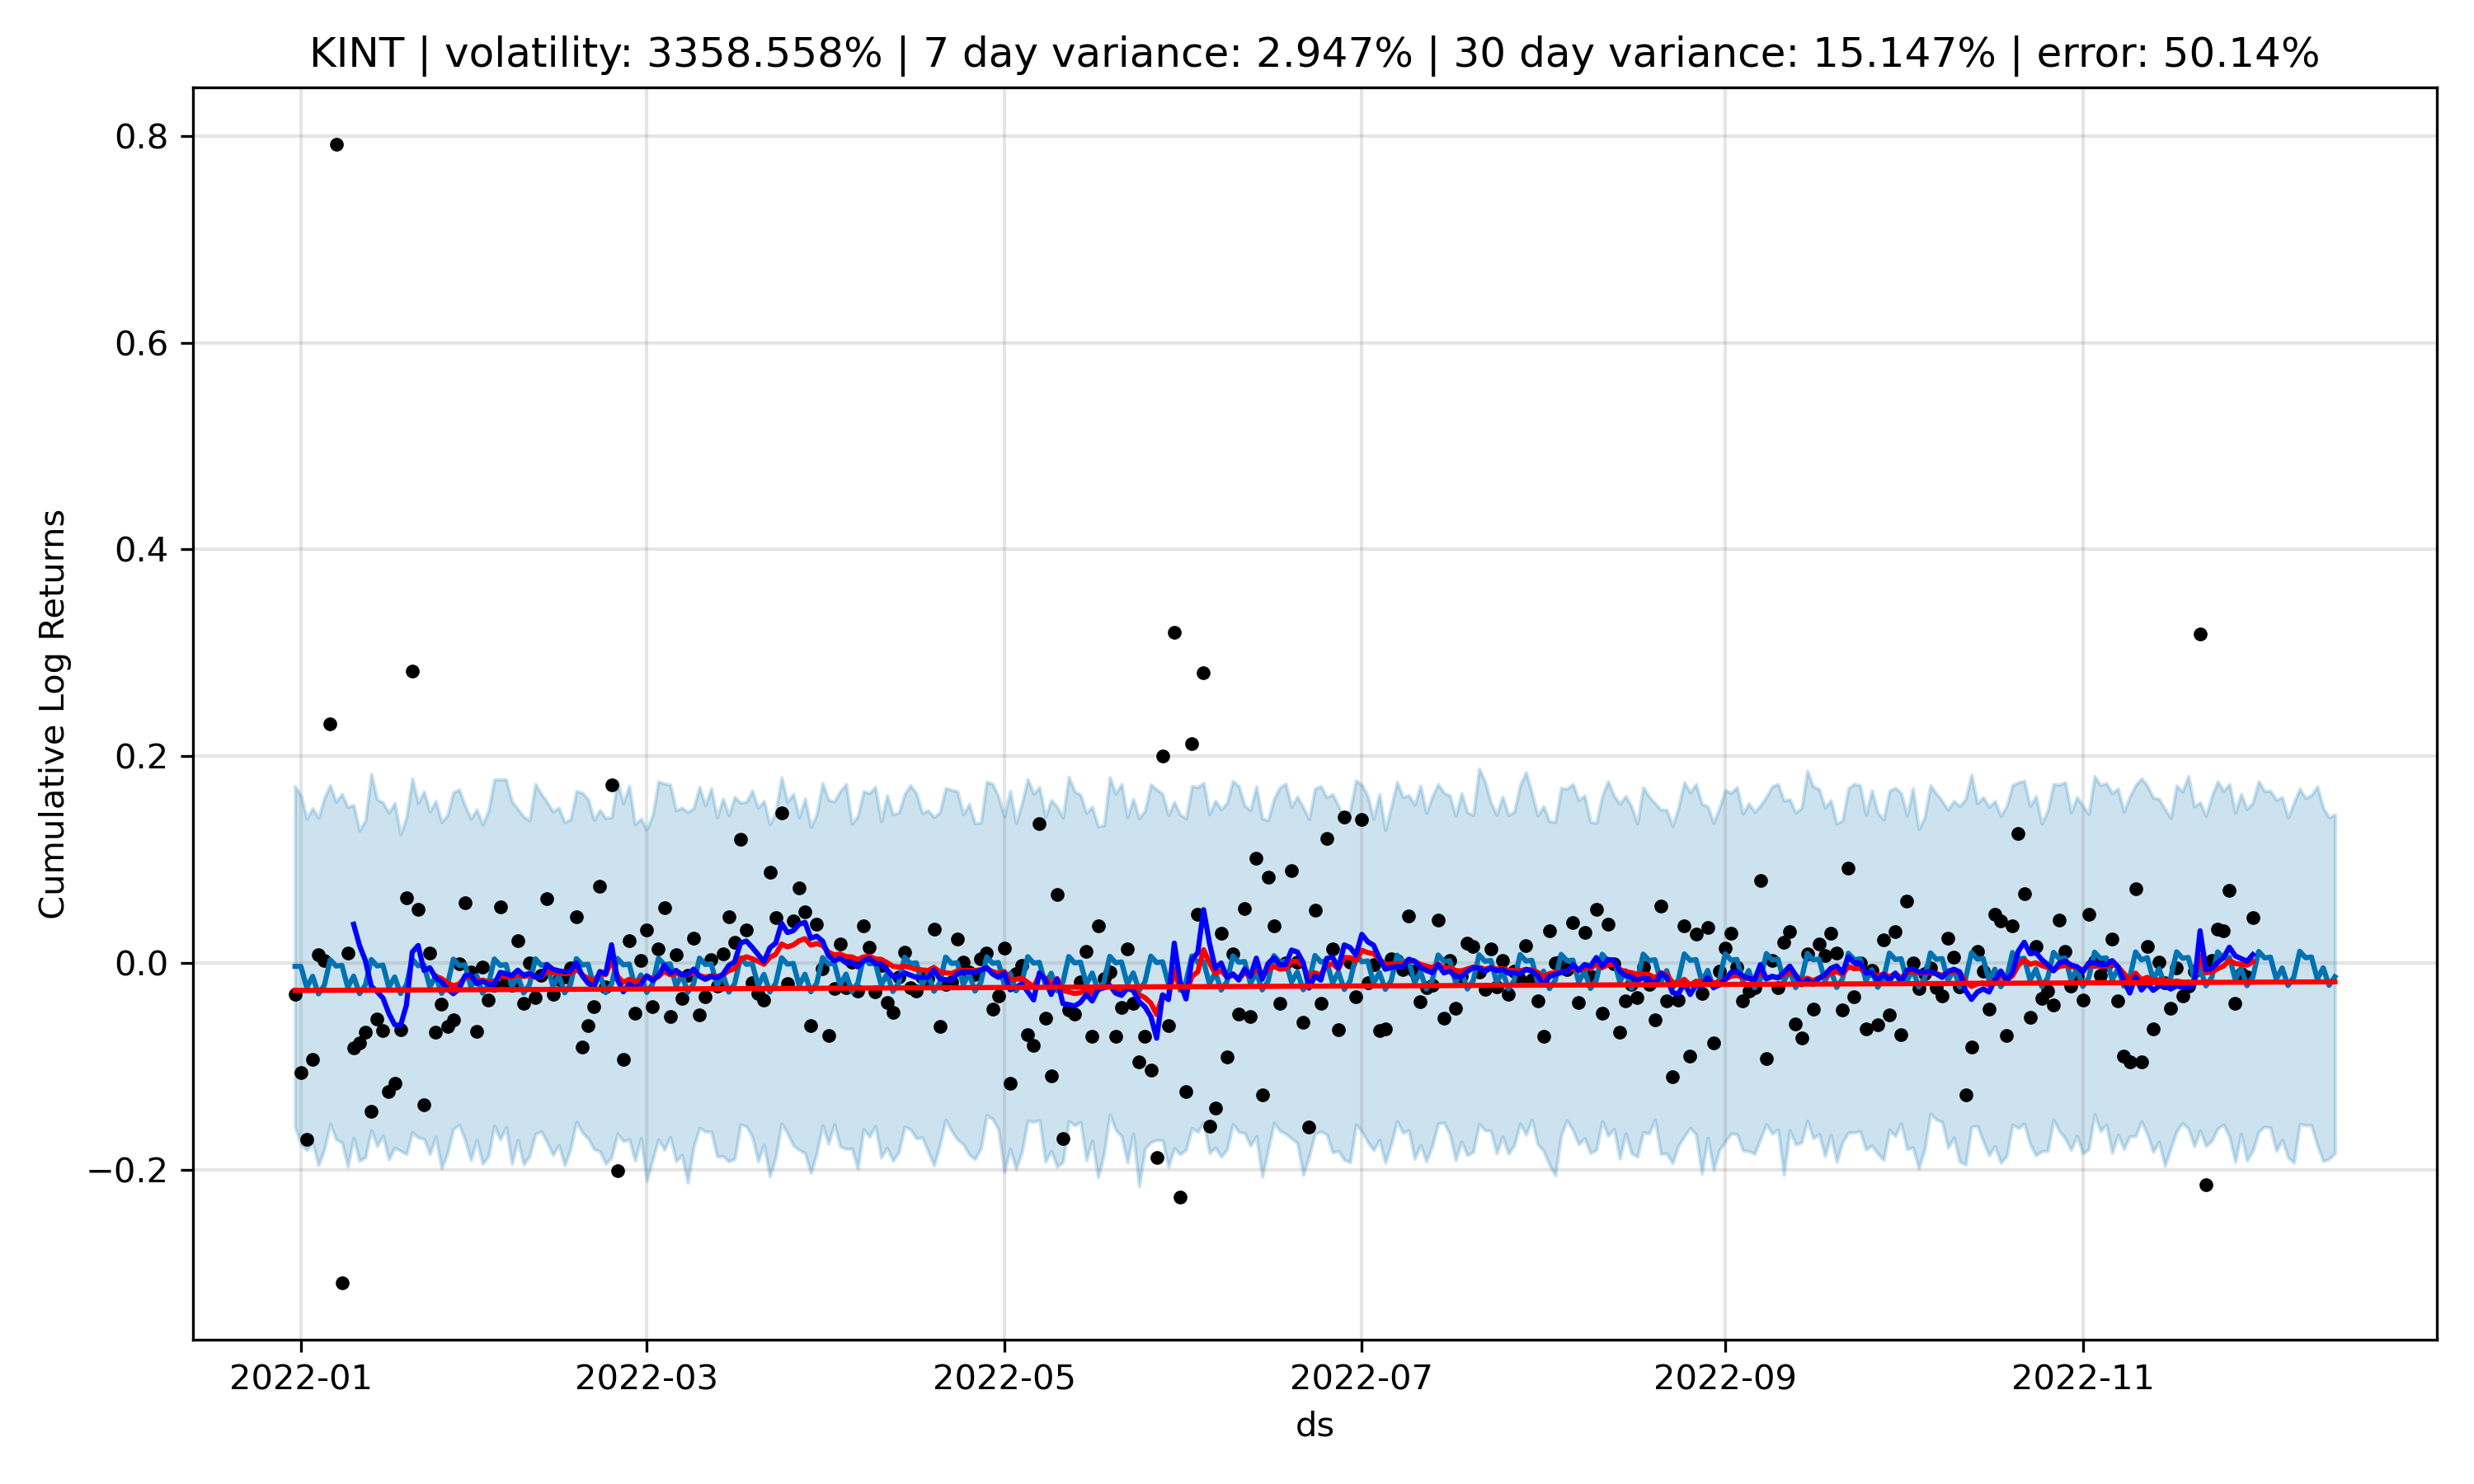 KINT | volatility: 3358.558% | 7 day variance: 2.947% | 30 day variance: 15.147% | error: 50.14%
Cumulative Log Returns
0.8
0.6
0.4
0.2
0.0
−0.2
2022-01 2022-03 2022-05 2022-07 2022-09 2022-11
ds